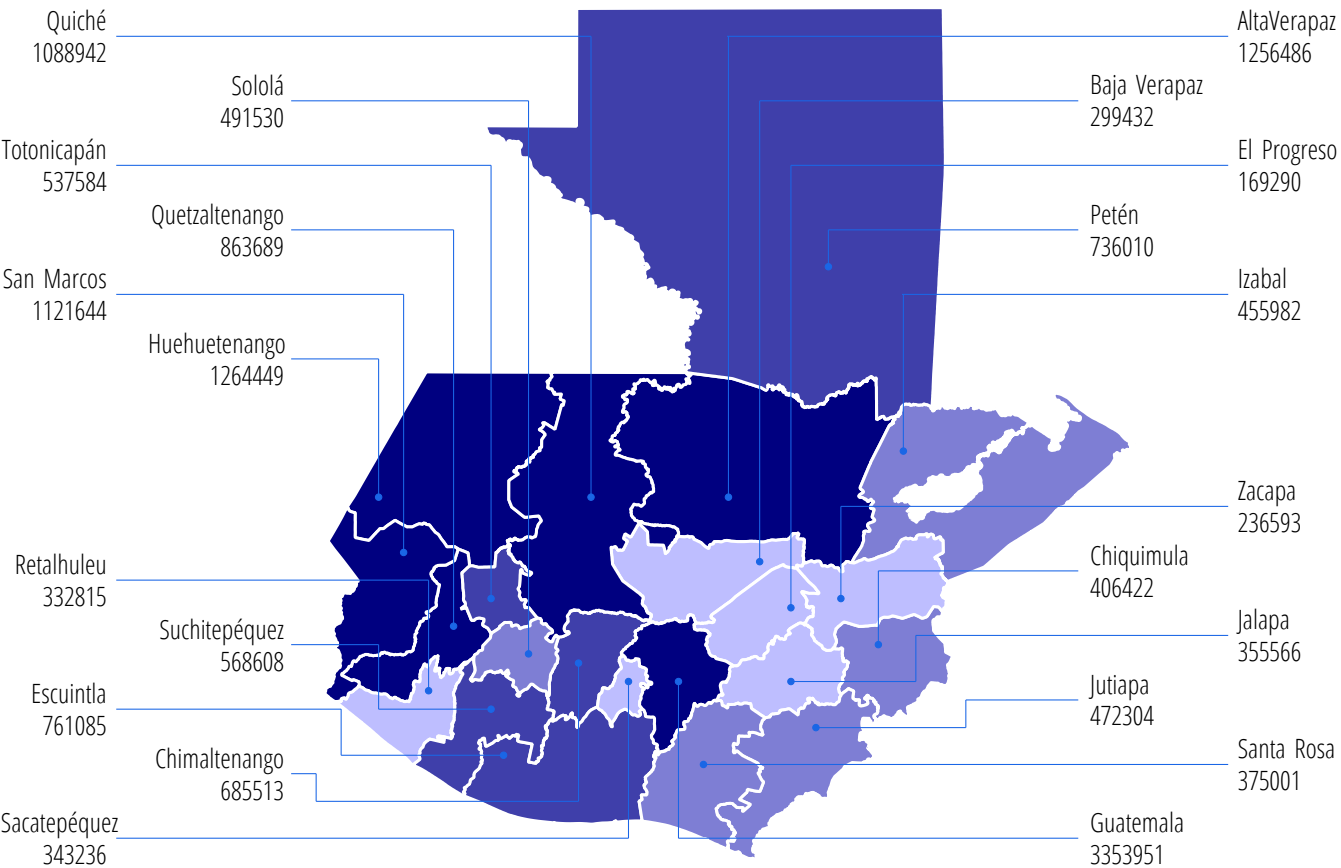 Quiché
1088942
Sololá
491530
Totonicapán
537584
Quetzaltenango
863689
San Marcos
1121644
Huehuetenango
1264449
Retalhuleu
332815
Suchitepéquez
568608
Escuintla
761085
Chimaltenango
685513
Sacatepéquez
343236
AltaVerapaz
1256486
Baja Verapaz
299432
El Progreso
169290
Petén
736010
Izabal
455982
Zacapa
236593
Chiquimula
406422
Jalapa
355566
Jutiapa
472304
Santa Rosa
375001
Guatemala
3353951